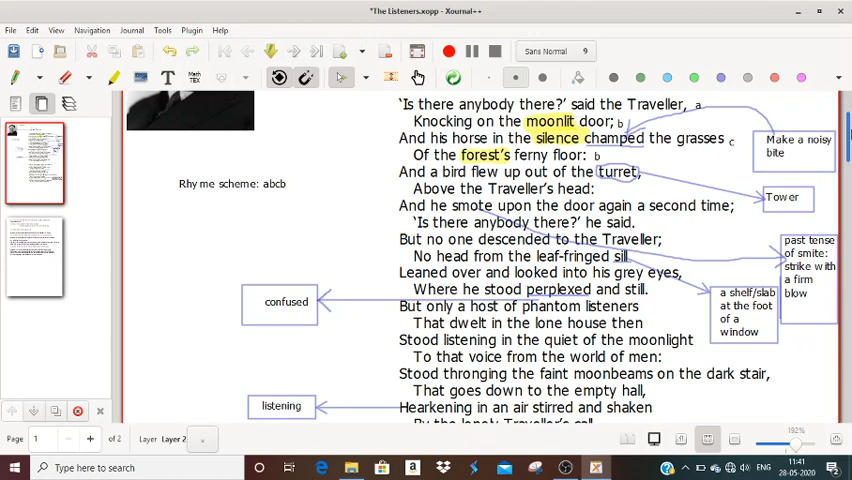 *The Listeners.xopp - Xournal++
File Edit View Navigation Journal Tools Plugin Help
Sans Normal 9
T Math TEX
'Is there anybody there?' said the Traveller, a
Knocking on the moonlit door; b
And his horse in the silence champed the grasses c
Of the forest's ferny floor: b
And a bird flew up out of the turret,
Above the Traveller's head:
And he smote upon the door again a second time;
'Is there anybody there?' he said.
But no one descended to the Traveller;
No head from the leaf-fringed sill
Leaned over and looked into his grey eyes,
Where he stood perplexed and still.
But only a host of phantom listeners
That dwelt in the lone house then
Stood listening in the quiet of the moonlight
To that voice from the world of men:
Stood thronging the faint moonbeams on the dark stair,
That goes down to the empty hall,
Hearkening in an air stirred and shaken
By the lonely Traveller's call.
Rhyme scheme: abcb
confused
listening
Make a noisy
bite
Tower
past tense
of smite:
strike with
a firm
blow
a shelf/slab
at the foot
of a
window
192%
Page 1 of 2 Layer Layer 2
Type here to search
ENG 11:41
28-05-2020